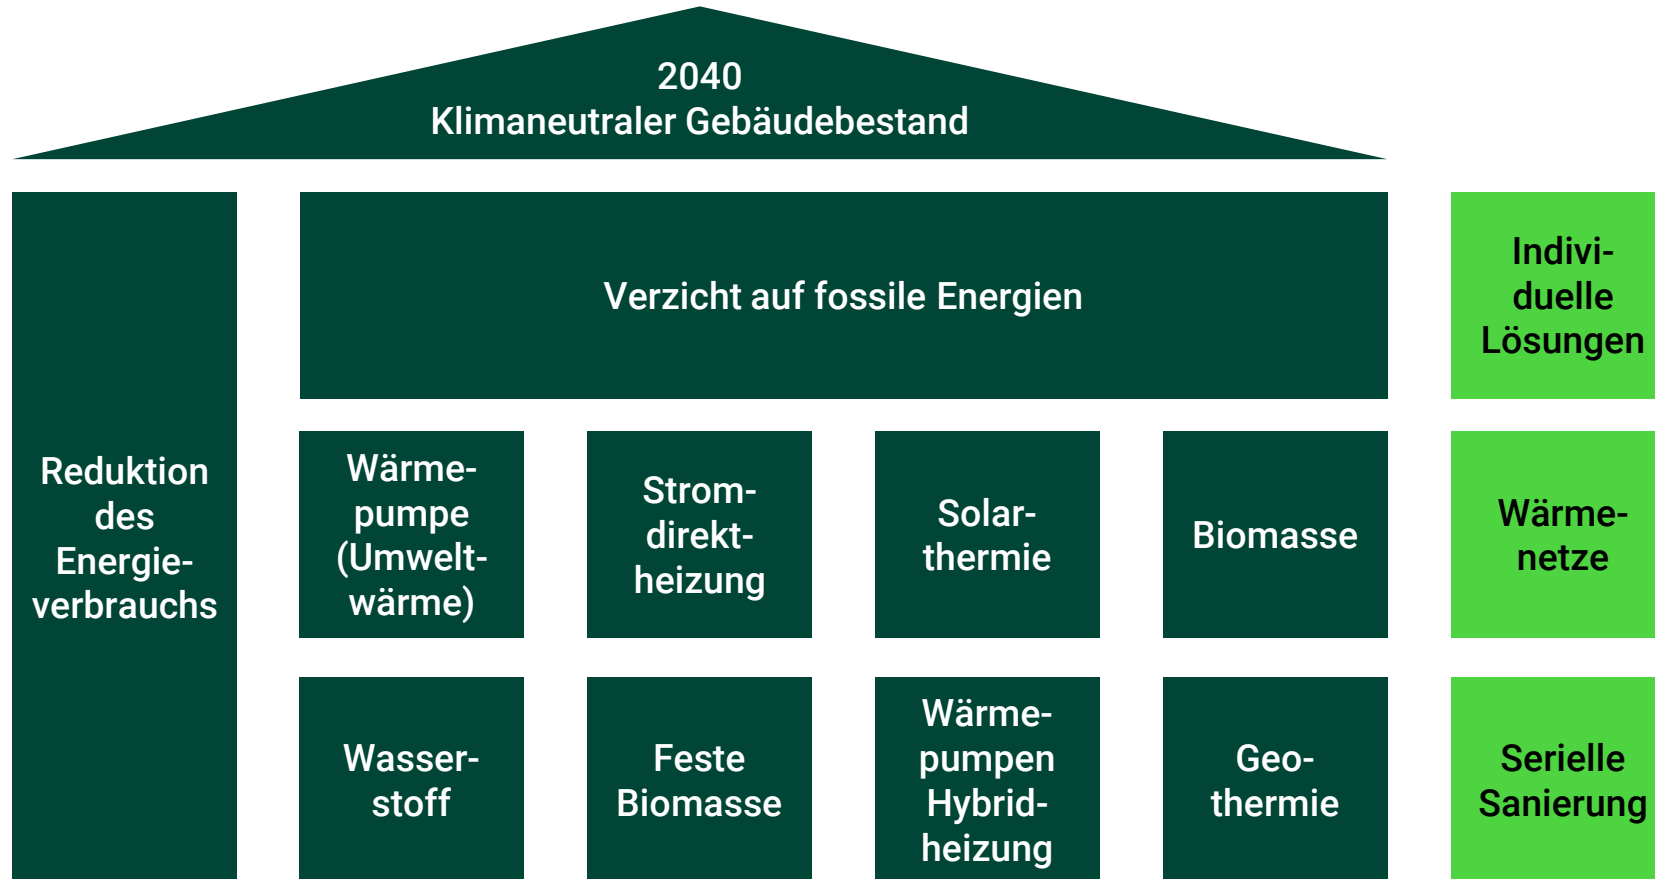 2040
Klimaneutraler Gebäudebestand
Reduktion
des
Energie-
verbrauchs
Verzicht auf fossile Energien
Indivi-
duelle
Lösungen
Wärme-
pumpe
(Umwelt-
wärme)
Strom-
direkt-
heizung
Solar-
thermie
Biomasse
Wärme-
netze
Wasser-
stoff
Feste
Biomasse
Wärme-
pumpen
Hybrid-
heizung
Geo-
thermie
Serielle
Sanierung